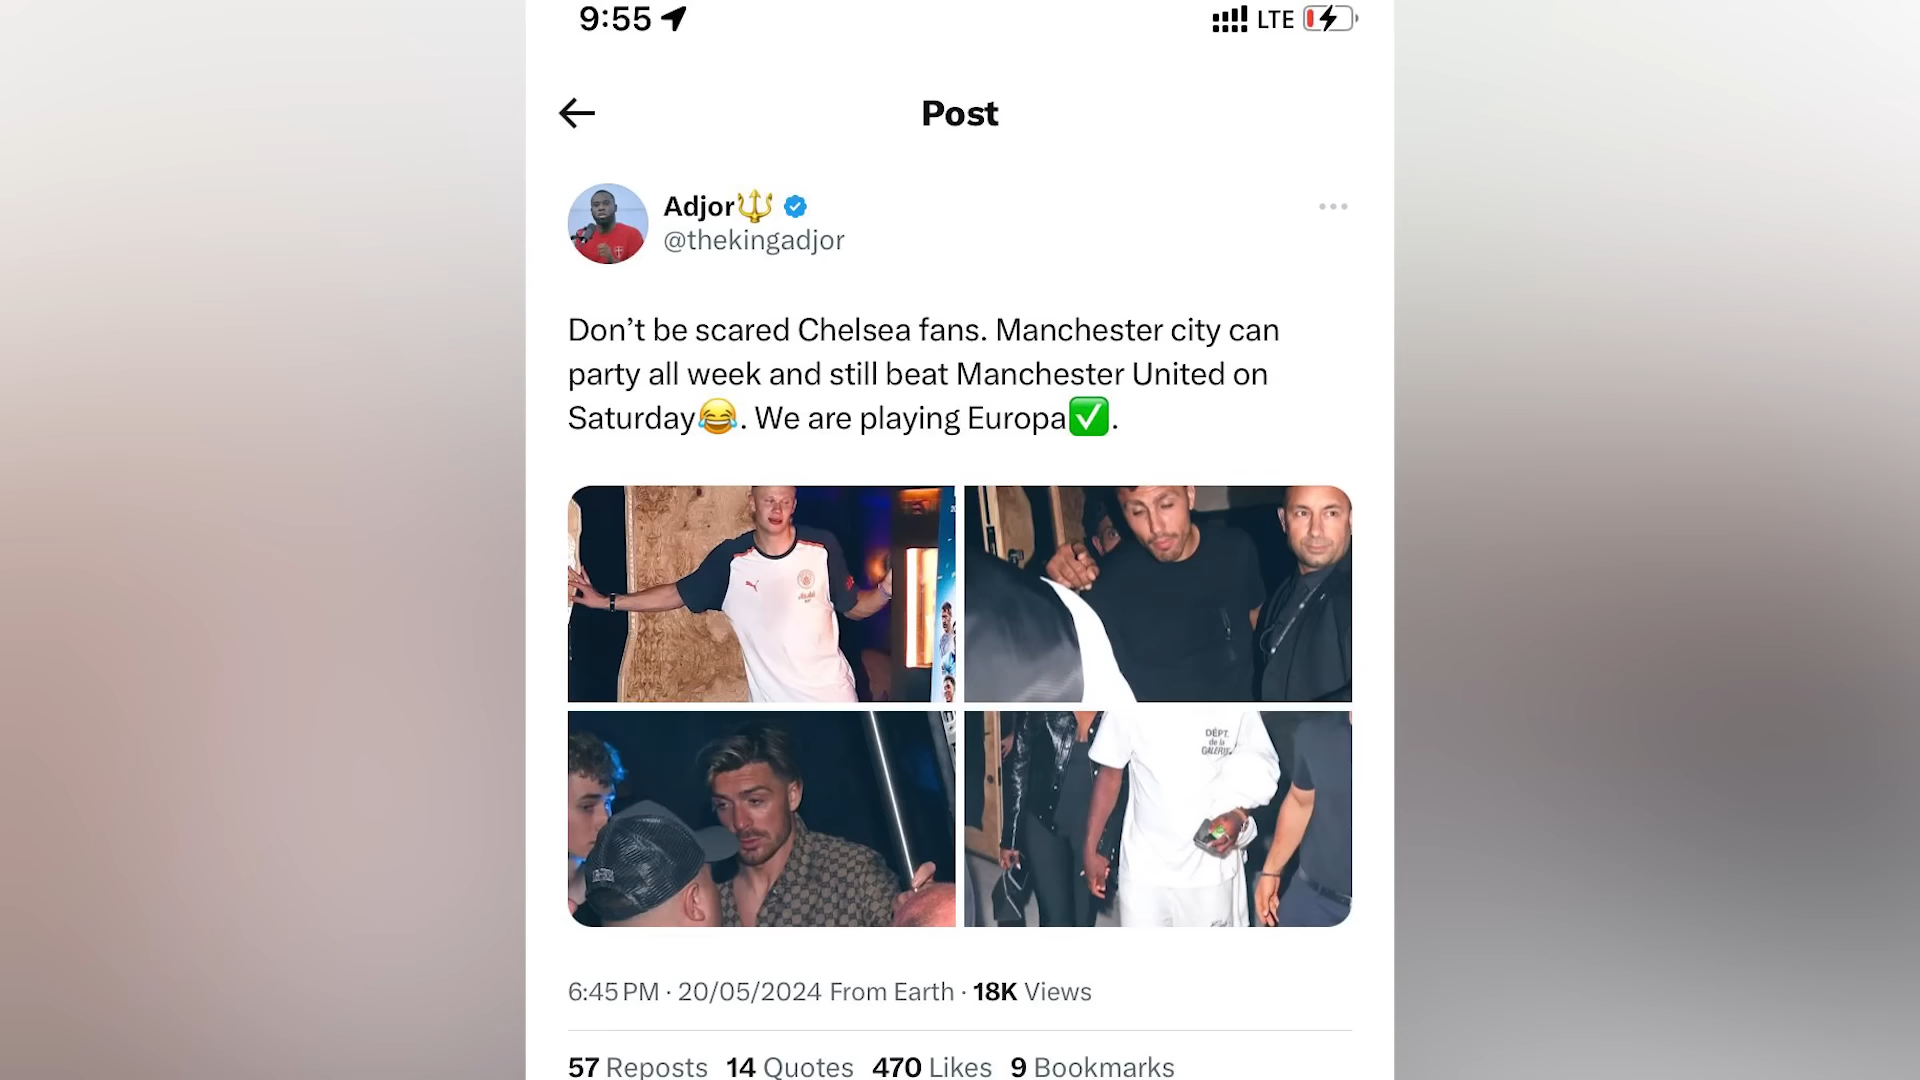 9:55 LTE
Post
Adjor🔱
@thekingadjor
Don’t be scared Chelsea fans. Manchester city can
party all week and still beat Manchester United on
Saturday😂. We are playing Europa✅.
DÉPT.
de la
GALERIE
6:45 PM · 20/05/2024 From Earth · 18K Views
57 Reposts 14 Quotes 470 Likes 9 Bookmarks